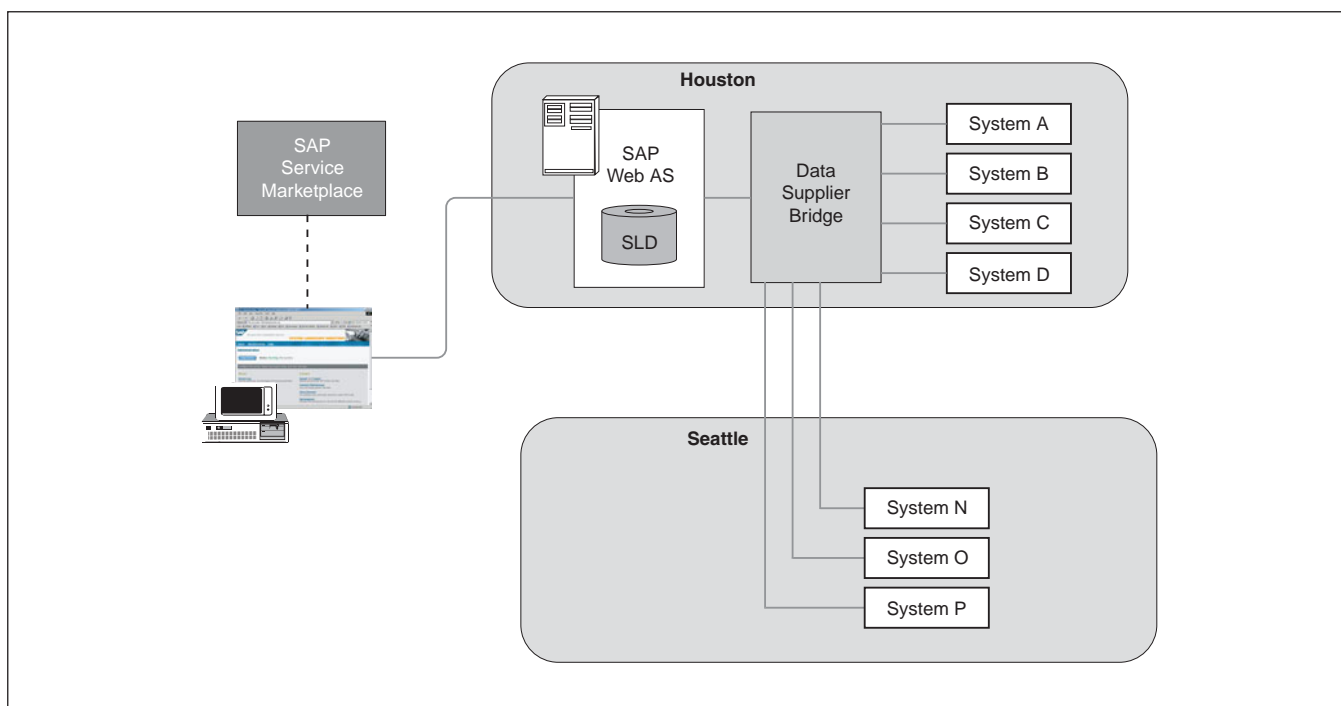 Houston
SAP
Service
Marketplace
SAP
Web AS
SLD
Data
Supplier
Bridge
System A
System B
System C
System D
Seattle
System N
System O
System P